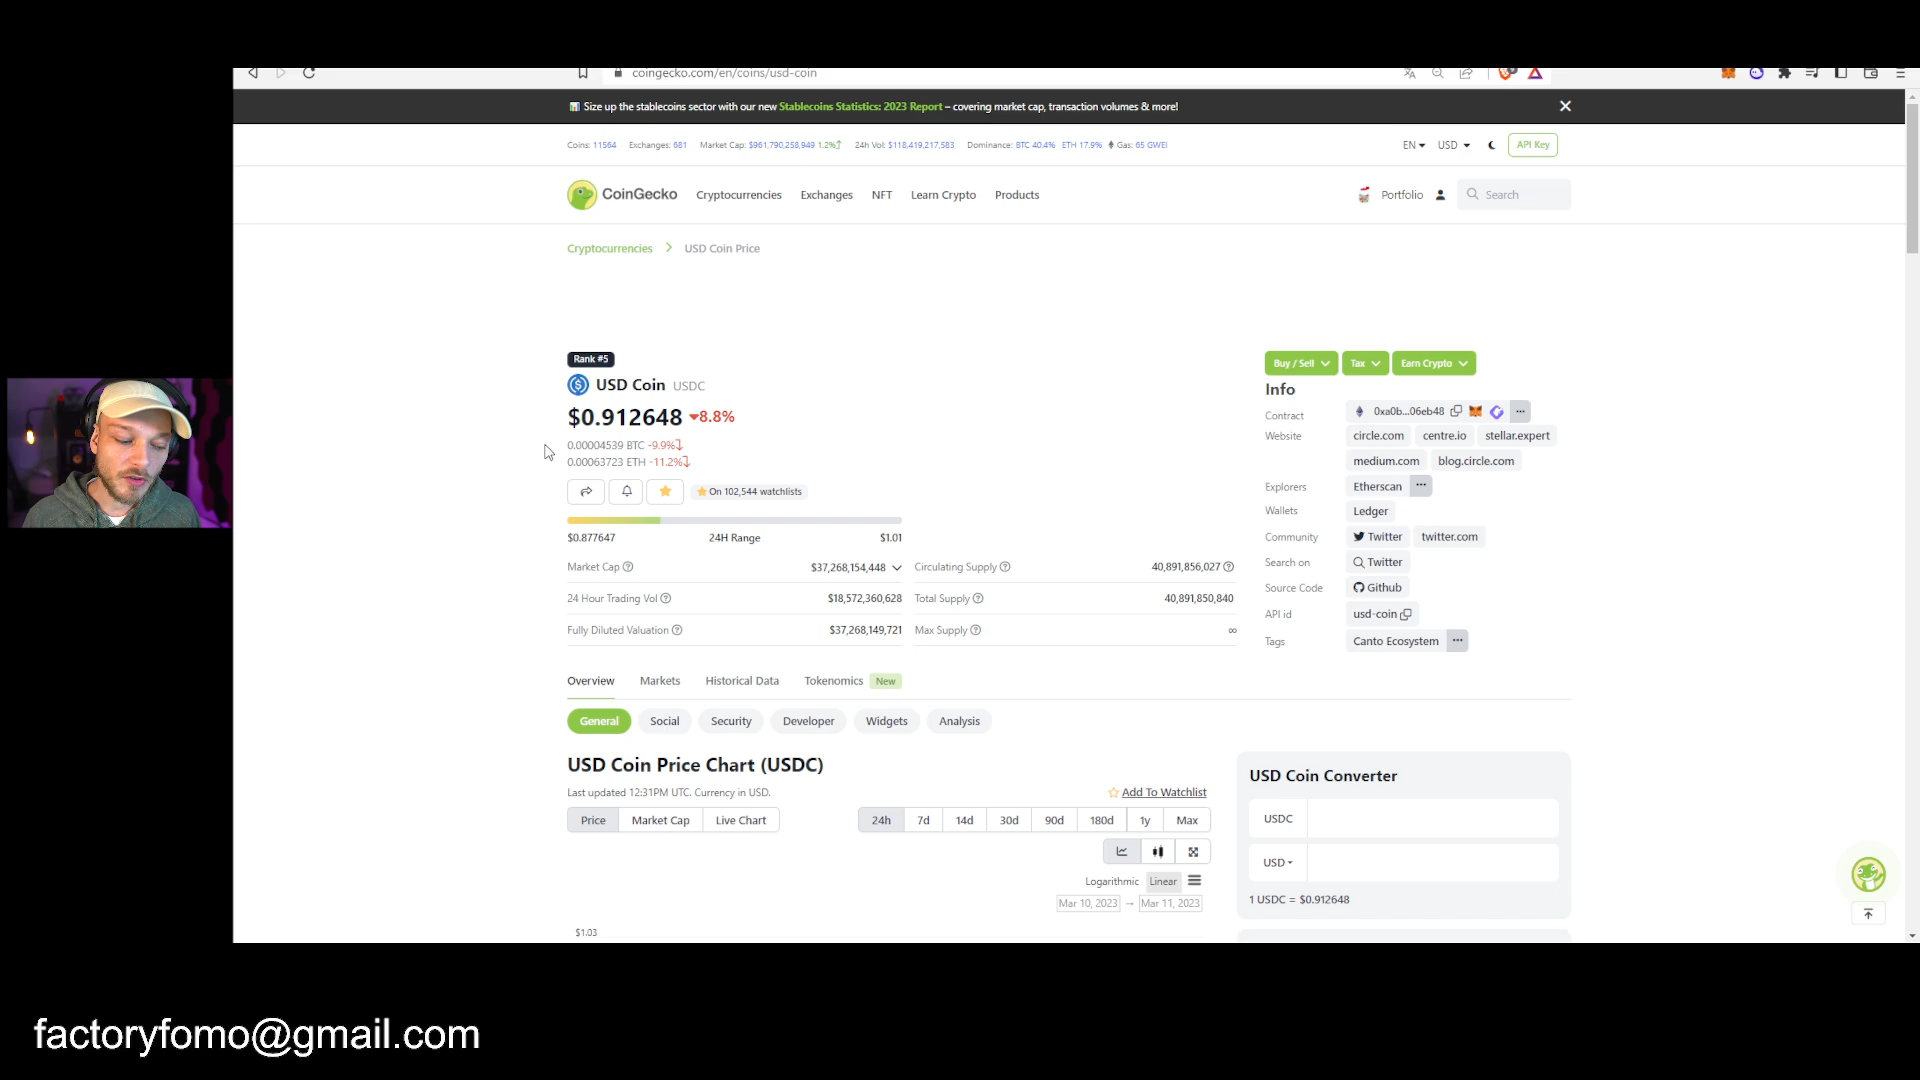 coingecko.com/en/coins/usd-coin
Size up the stablecoins sector with our new Stablecoins Statistics: 2023 Report – covering market cap, transaction volumes & more!
Coins: 11564 Exchanges: 681 Market Cap: $961,790,258,949 1.2% 24h Vol: $118,419,217,583 Dominance: BTC 40.4% ETH 17.9% Gas: 65 GWEI
EN USD API Key
CoinGecko Cryptocurrencies Exchanges NFT Learn Crypto Products
Portfolio Search
Cryptocurrencies > USD Coin Price
Rank #5
USD Coin USDC
$0.912648 8.8%
0.00004539 BTC -9.9%
0.00063723 ETH -11.2%
On 102,544 watchlists
$0.877647 24H Range $1.01
Market Cap $37,268,154,448
Circulating Supply 40,891,856,027
24 Hour Trading Vol $18,572,360,628
Total Supply 40,891,850,840
Fully Diluted Valuation $37,268,149,721
Max Supply ∞
Buy / Sell Tax Earn Crypto
Info
Contract 0xa0b...06eb48 ...
Website circle.com centre.io stellar.expert
medium.com blog.circle.com
Explorers Etherscan ...
Wallets Ledger
Community Twitter twitter.com
Search on Twitter
Source Code Github
API id usd-coin
Tags Canto Ecosystem ...
Overview Markets Historical Data Tokenomics New
General Social Security Developer Widgets Analysis
USD Coin Price Chart (USDC)
Last updated 12:31PM UTC. Currency in USD.
Add To Watchlist
Price Market Cap Live Chart
24h 7d 14d 30d 90d 180d 1y Max
Logarithmic Linear
Mar 10, 2023 → Mar 11, 2023
$1.03
USD Coin Converter
USDC
USD
1 USDC = $0.912648
factoryfomo@gmail.com